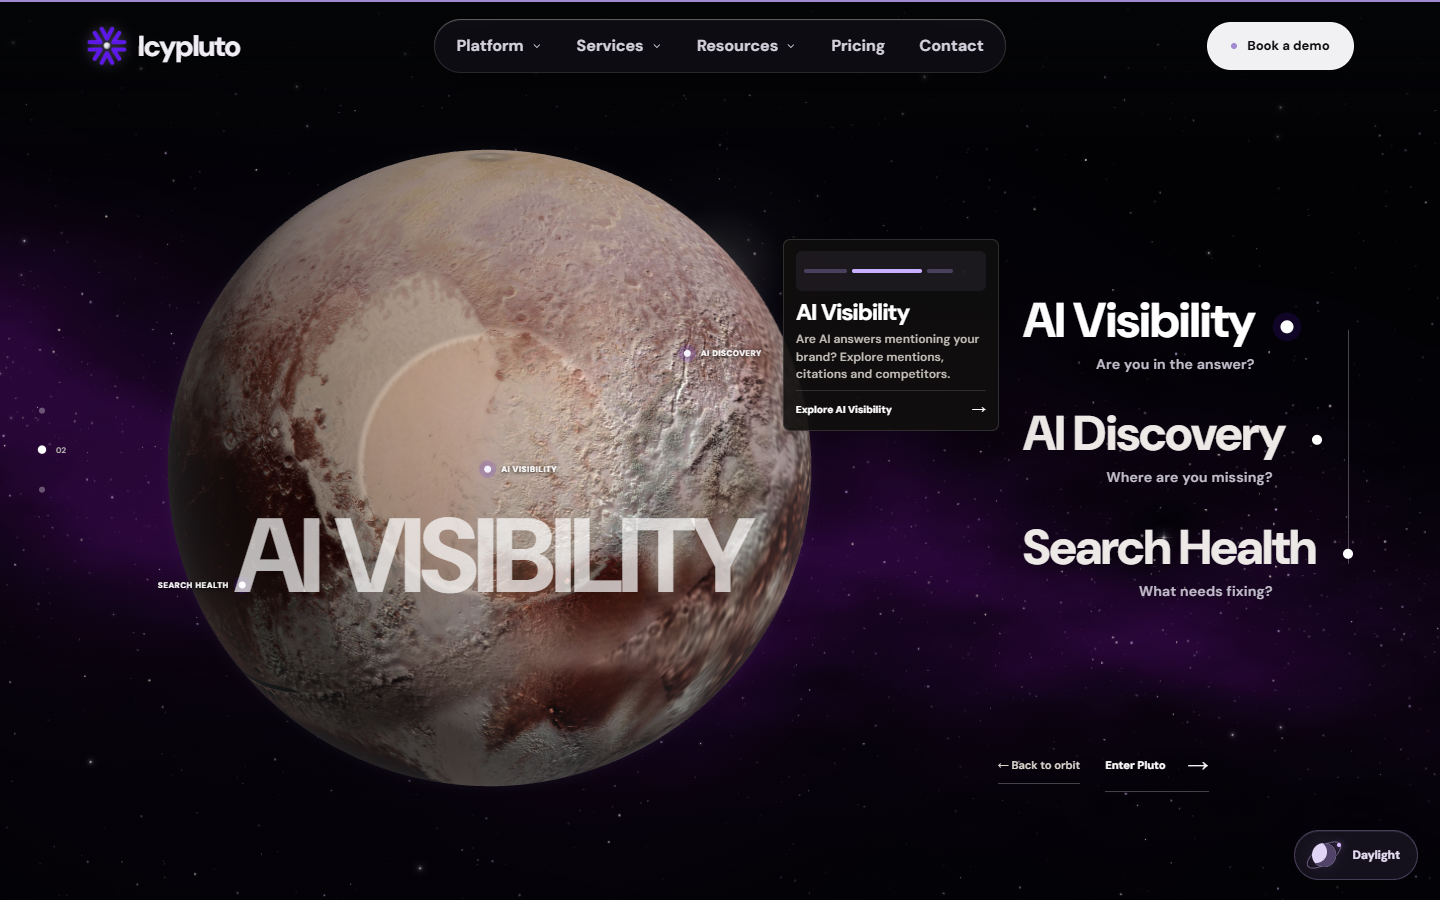 Icypluto
Platform
Services
Resources
Pricing
Contact
Book a demo
AI DISCOVERY
AI VISIBILITY
AI VISIBILITY
SEARCH HEALTH
02
AI Visibility
Are AI answers mentioning your
brand? Explore mentions,
citations and competitors.
Explore AI Visibility →
AI Visibility
Are you in the answer?
AI Discovery
Where are you missing?
Search Health
What needs fixing?
← Back to orbit
Enter Pluto →
Daylight